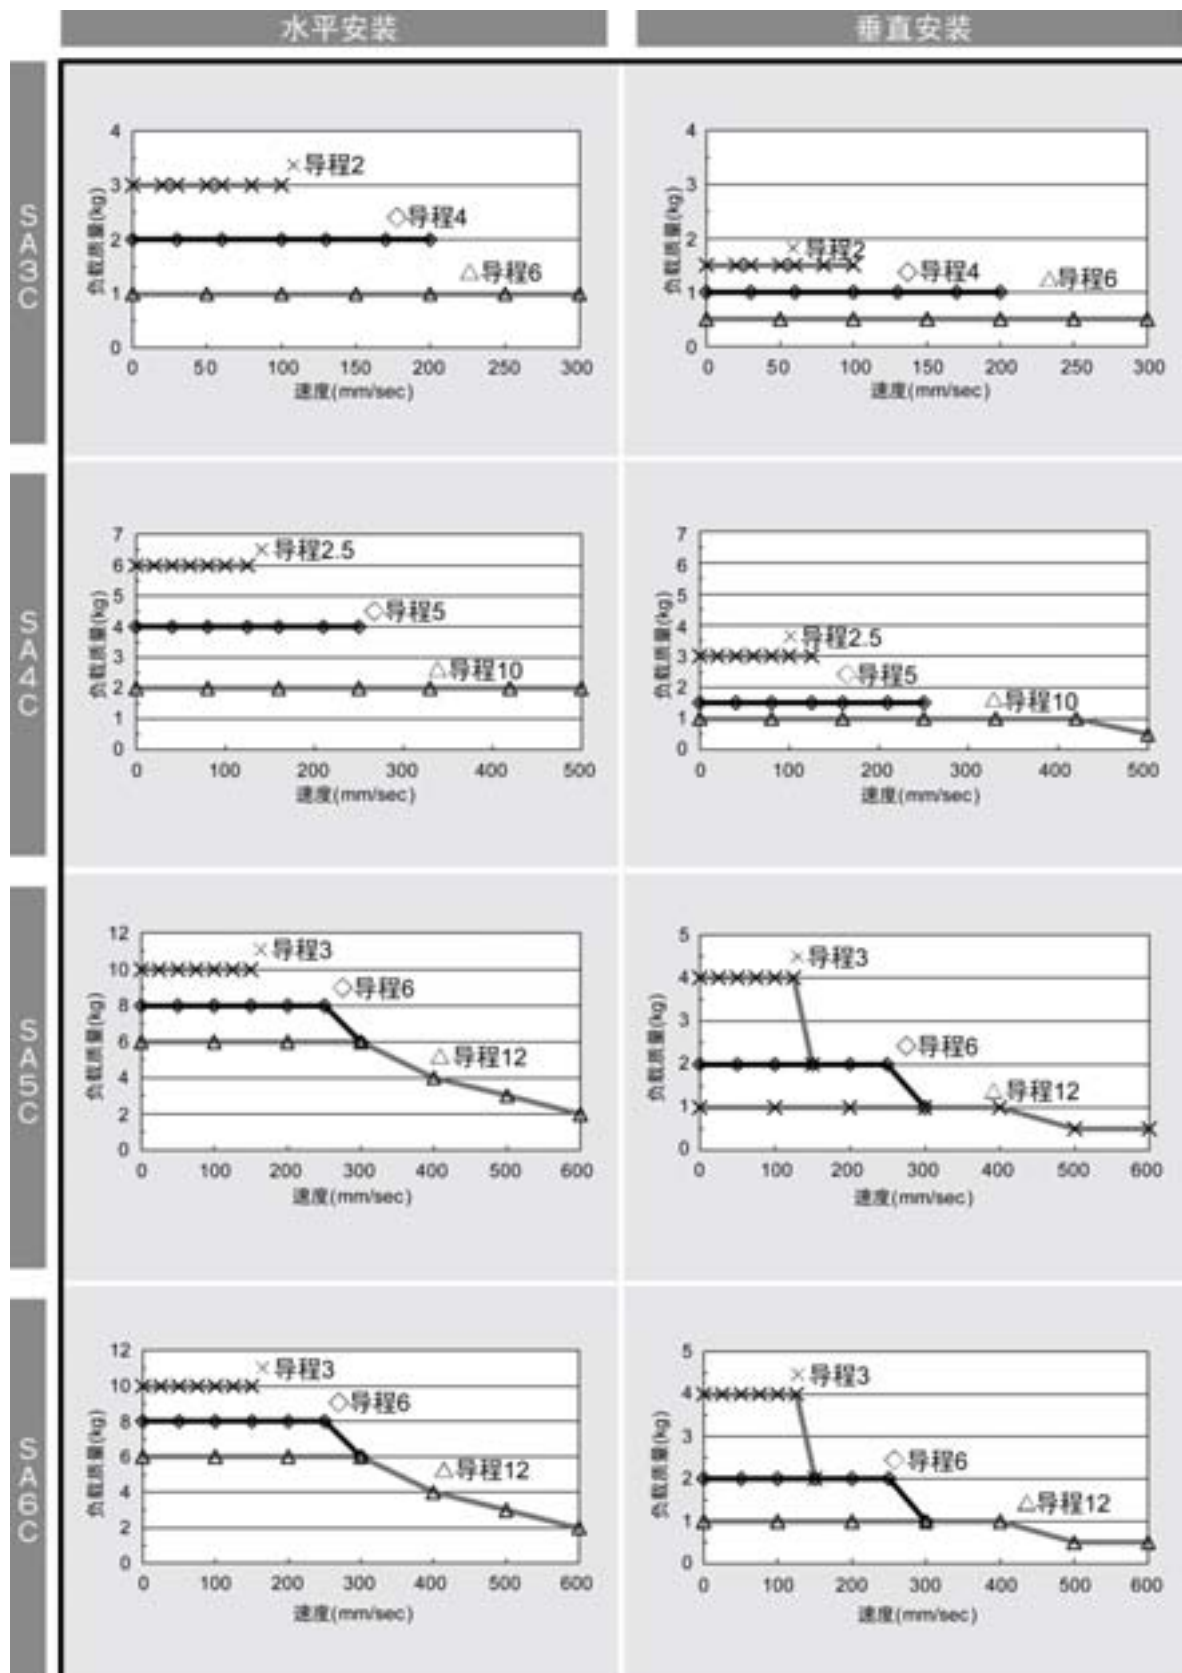 水平安装
垂直安装
SA3C
负载质量(kg)
4
3
2
1
0
×导程2
◇导程4
△导程6
0 50 100 150 200 250 300
速度(mm/sec)
负载质量(kg)
4
3
2
1
0
×导程2
◇导程4
△导程6
0 50 100 150 200 250 300
速度(mm/sec)
SA4C
负载质量(kg)
7
6
5
4
3
2
1
0
×导程2.5
◇导程5
△导程10
0 100 200 300 400 500
速度(mm/sec)
负载质量(kg)
7
6
5
4
3
2
1
0
×导程2.5
◇导程5
△导程10
0 100 200 300 400 500
速度(mm/sec)
SA5C
负载质量(kg)
12
10
8
6
4
2
0
×导程3
◇导程6
△导程12
0 100 200 300 400 500 600
速度(mm/sec)
负载质量(kg)
5
4
3
2
1
0
×导程3
◇导程6
△导程12
0 100 200 300 400 500 600
速度(mm/sec)
SA6C
负载质量(kg)
12
10
8
6
4
2
0
×导程3
◇导程6
△导程12
0 100 200 300 400 500 600
速度(mm/sec)
负载质量(kg)
5
4
3
2
1
0
×导程3
◇导程6
△导程12
0 100 200 300 400 500 600
速度(mm/sec)